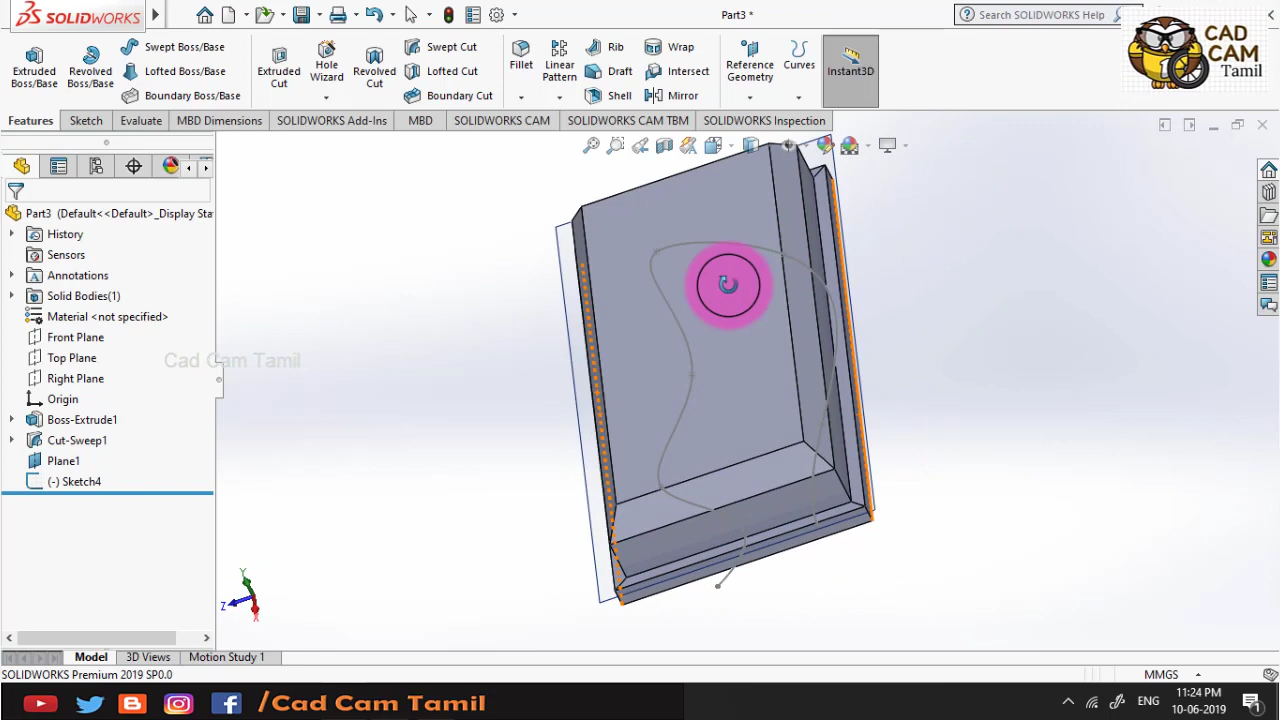 SOLIDWORKS
Part3 *
Search SOLIDWORKS Help
CAD
CAM
Tamil
Extruded Boss/Base
Revolved Boss/Base
Swept Boss/Base
Lofted Boss/Base
Boundary Boss/Base
Extruded Cut
Hole Wizard
Revolved Cut
Swept Cut
Lofted Cut
Boundary Cut
Fillet
Linear Pattern
Rib
Draft
Shell
Wrap
Intersect
Mirror
Reference Geometry
Curves
Instant3D
Features
Sketch
Evaluate
MBD Dimensions
SOLIDWORKS Add-Ins
MBD
SOLIDWORKS CAM
SOLIDWORKS CAM TBM
SOLIDWORKS Inspection
Part3 (Default<<Default>_Display Sta
History
Sensors
Annotations
Solid Bodies(1)
Material <not specified>
Front Plane
Top Plane
Cad Cam Tamil
Right Plane
Origin
Boss-Extrude1
Cut-Sweep1
Plane1
(-) Sketch4
Y
Z
X
Model
3D Views
Motion Study 1
SOLIDWORKS Premium 2019 SP0.0
MMGS
/Cad Cam Tamil
ENG
11:24 PM
10-06-2019
1